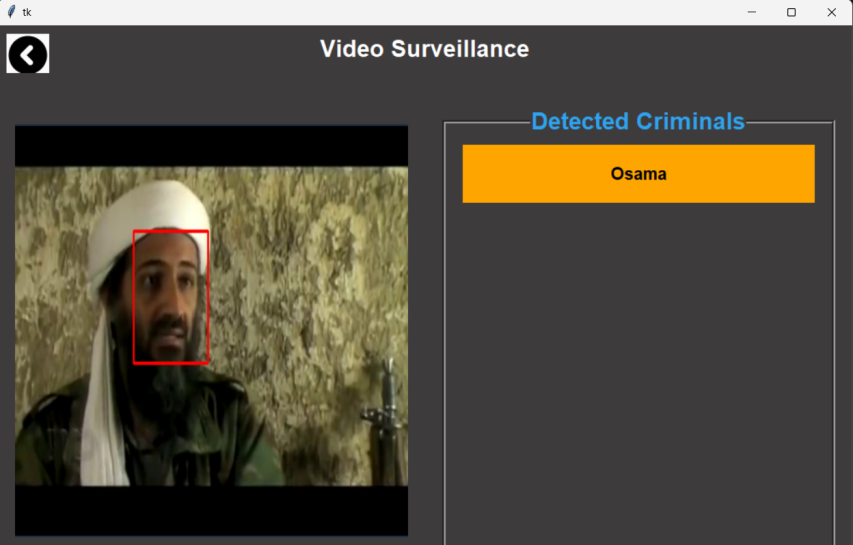 tk
Video Surveillance
Detected Criminals
Osama